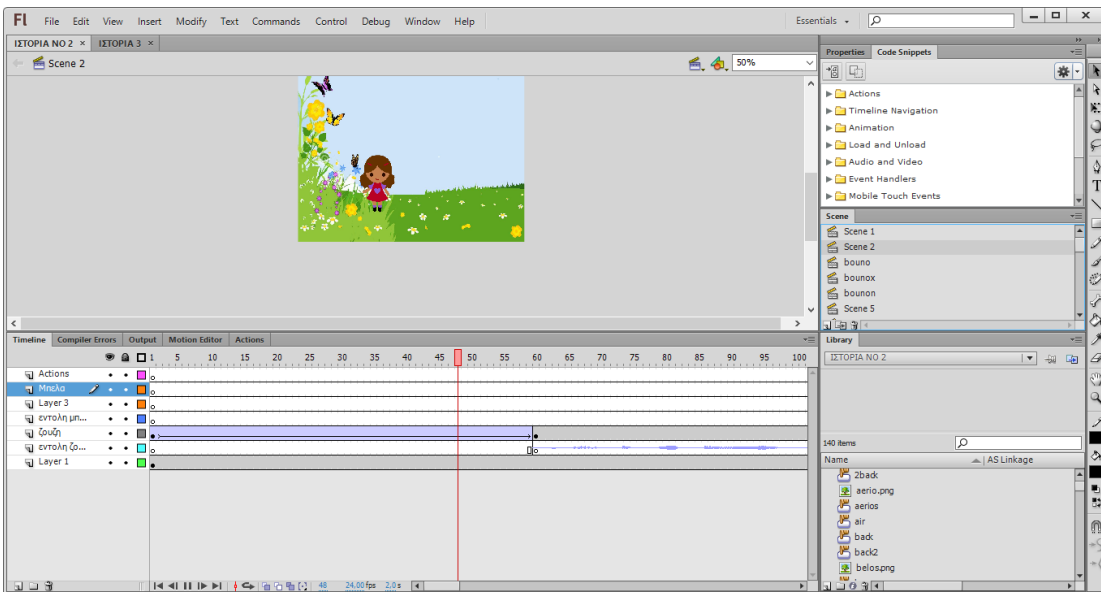 Fl File Edit View Insert Modify Text Commands Control Debug Window Help Essentials
ΙΣΤΟΡΙΑ ΝΟ 2 × ΙΣΤΟΡΙΑ 3 ×
Scene 2 50%
Properties Code Snippets
Actions
Timeline Navigation
Animation
Load and Unload
Audio and Video
Event Handlers
Mobile Touch Events
Scene
Scene 1
Scene 2
bouno
bounox
bounon
Scene 5
Timeline Compiler Errors Output Motion Editor Actions
1 5 10 15 20 25 30 35 40 45 50 55 60 65 70 75 80 85 90 95 100
Actions
Μπελα
Layer 3
εντολη μπ...
ζουζη
εντολη ζο...
Layer 1
48 24.00 fps 2.0 s
Library
ΙΣΤΟΡΙΑ ΝΟ 2
140 items
Name AS Linkage
2back
aerio.png
aerios
air
back
back2
belos.png